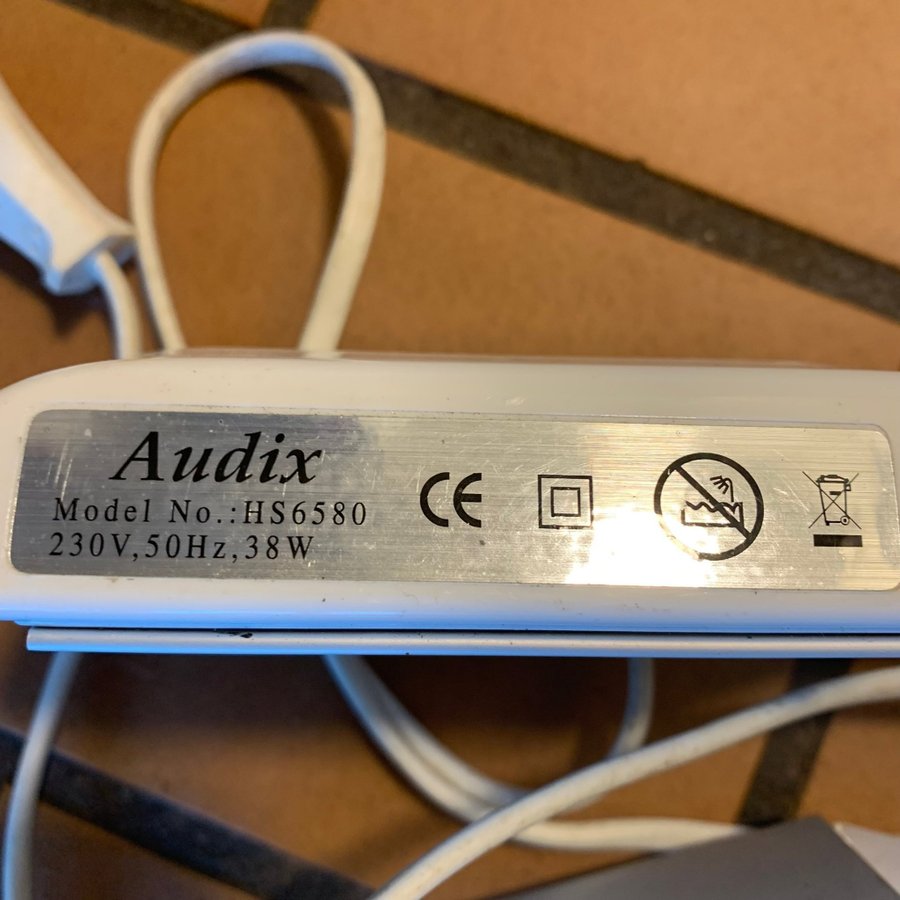 Audix
Model No.:HS6580
230V,50Hz,38W
CE